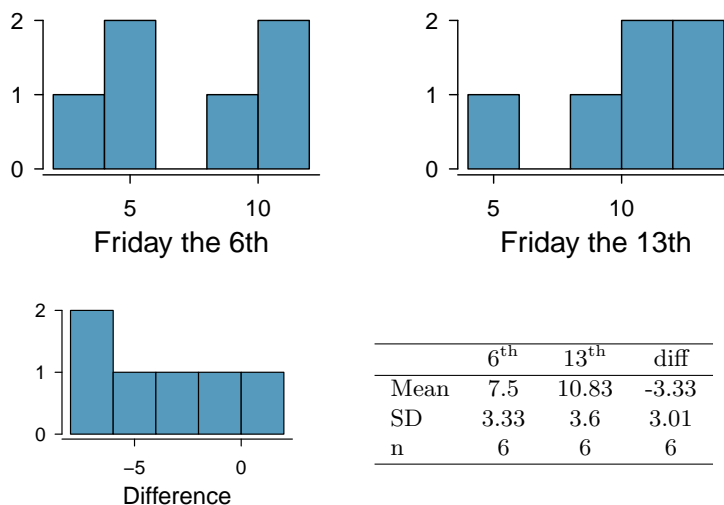 2
1
0
5 10
Friday the 6th
2
1
0
5 10
Friday the 13th
2
1
0
−5 0
Difference
6th 13th diff
Mean 7.5 10.83 -3.33
SD 3.33 3.6 3.01
n 6 6 6